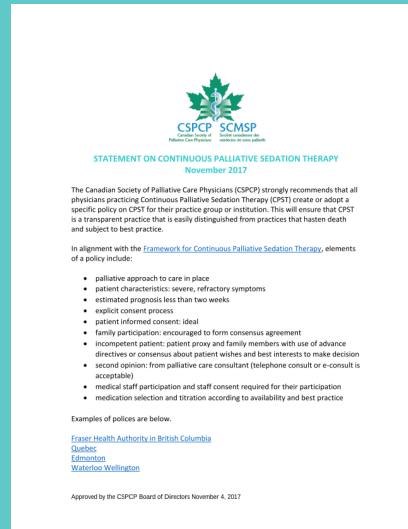 CSPCP SCMSP
Canadian Society of Société canadienne des
Palliative Care Physicians médecins de soins palliatifs
STATEMENT ON CONTINUOUS PALLIATIVE SEDATION THERAPY
November 2017
The Canadian Society of Palliative Care Physicians (CSPCP) strongly recommends that all
physicians practicing Continuous Palliative Sedation Therapy (CPST) create or adopt a
specific policy on CPST for their practice group or institution. This will ensure that CPST
is a transparent practice that is easily distinguished from practices that hasten death
and subject to best practice.
In alignment with the Framework for Continuous Palliative Sedation Therapy, elements
of a policy include:
• palliative approach to care in place
• patient characteristics: severe, refractory symptoms
• estimated prognosis less than two weeks
• explicit consent process
• patient informed consent: ideal
• family participation: encouraged to form consensus agreement
• incompetent patient: patient proxy and family members with use of advance
directives or consensus about patient wishes and best interests to make decision
• second opinion: from palliative care consultant (telephone consult or e-consult is
acceptable)
• medical staff participation and staff consent required for their participation
• medication selection and titration according to availability and best practice
Examples of polices are below.
Fraser Health Authority in British Columbia
Quebec
Edmonton
Waterloo Wellington
Approved by the CSPCP Board of Directors November 4, 2017